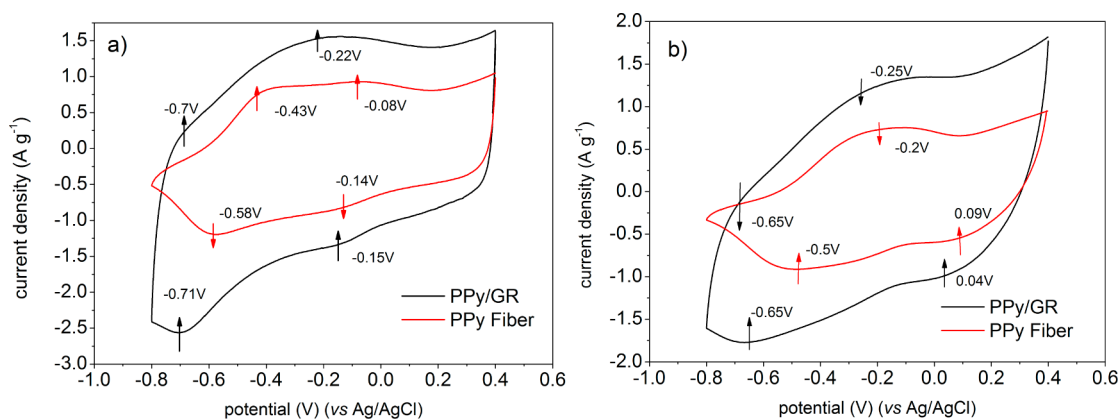 a)
current density (A g⁻¹)
1.5
1.0
0.5
0.0
-0.5
-1.0
-1.5
-2.0
-2.5
-3.0
-0.22V
-0.7V
-0.43V
-0.08V
-0.14V
-0.58V
-0.15V
-0.71V
PPy/GR
PPy Fiber
-1.0 -0.8 -0.6 -0.4 -0.2 0.0 0.2 0.4 0.6
potential (V) (vs Ag/AgCl)
b)
current density (A g⁻¹)
2.0
1.5
1.0
0.5
0.0
-0.5
-1.0
-1.5
-2.0
-0.25V
-0.2V
-0.65V
0.09V
-0.5V
0.04V
-0.65V
PPy/GR
PPy Fiber
-1.0 -0.8 -0.6 -0.4 -0.2 0.0 0.2 0.4 0.6
potential (V) (vs Ag/AgCl)